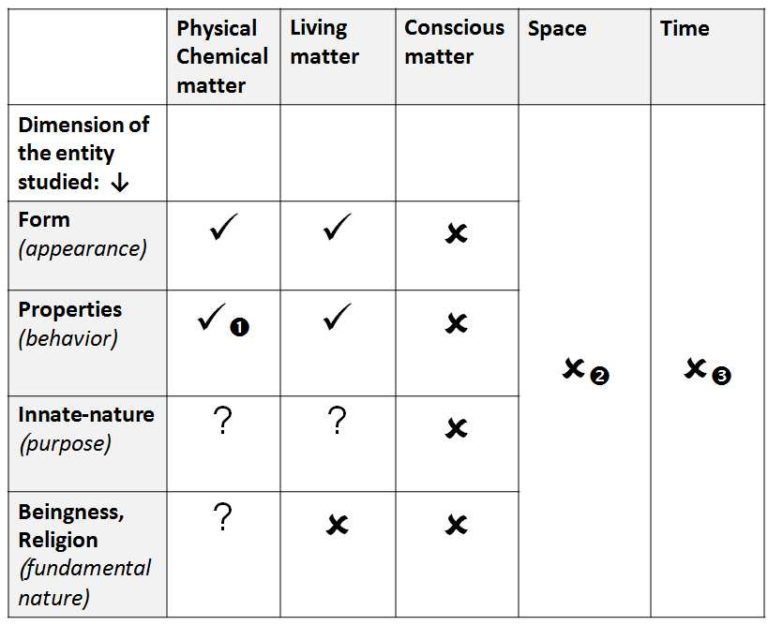 Physical Living Conscious Space Time
Chemical matter matter
matter
Dimension of
the entity
studied: ↓
Form ✓ ✓ ✘
(appearance)
Properties ✓ ❶ ✓ ✘
(behavior)
✘ ❷ ✘ ❸
Innate-nature ? ? ✘
(purpose)
Beingness, ? ✘ ✘
Religion
(fundamental
nature)